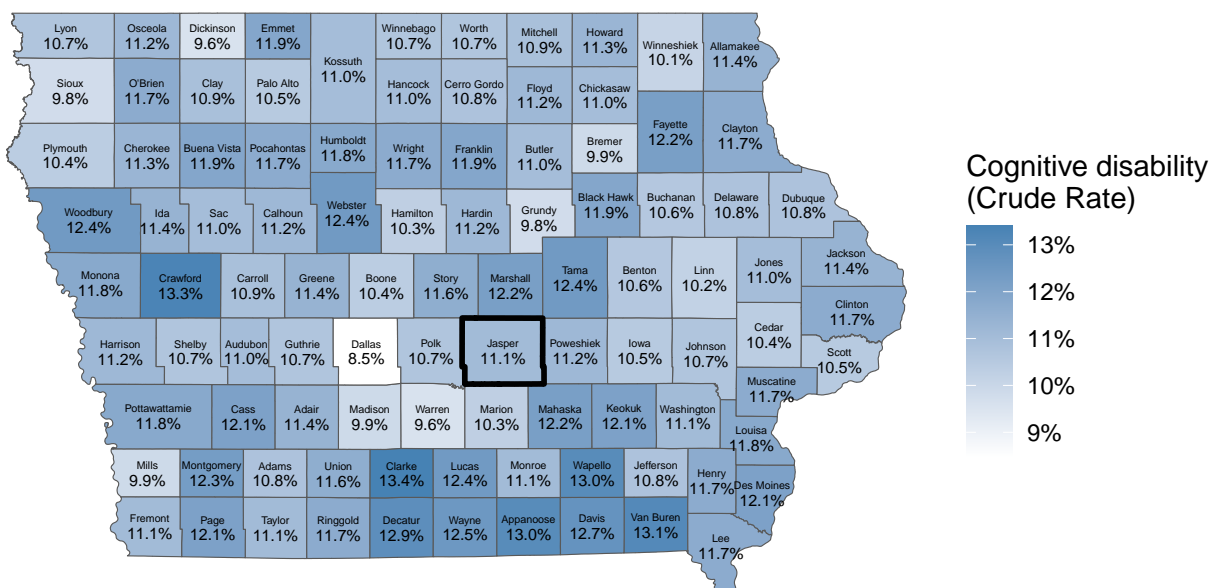 Lyon
10.7%
Osceola
11.2%
Dickinson
9.6%
Emmet
11.9%
Kossuth
11.0%
Winnebago
10.7%
Worth
10.7%
Mitchell
10.9%
Howard
11.3%
Winneshiek
10.1%
Allamakee
11.4%
Sioux
9.8%
O'Brien
11.7%
Clay
10.9%
Palo Alto
10.5%
Hancock
11.0%
Cerro Gordo
10.8%
Floyd
11.2%
Chickasaw
11.0%
Fayette
12.2%
Clayton
11.7%
Plymouth
10.4%
Cherokee
11.3%
Buena Vista
11.9%
Pocahontas
11.7%
Humboldt
11.8%
Wright
11.7%
Franklin
11.9%
Butler
11.0%
Bremer
9.9%
Woodbury
12.4%
Ida
11.4%
Sac
11.0%
Calhoun
11.2%
Webster
12.4%
Hamilton
10.3%
Hardin
11.2%
Grundy
9.8%
Black Hawk
11.9%
Buchanan
10.6%
Delaware
10.8%
Dubuque
10.8%
Monona
11.8%
Crawford
13.3%
Carroll
10.9%
Greene
11.4%
Boone
10.4%
Story
11.6%
Marshall
12.2%
Tama
12.4%
Benton
10.6%
Linn
10.2%
Jones
11.0%
Jackson
11.4%
Clinton
11.7%
Harrison
11.2%
Shelby
10.7%
Audubon
11.0%
Guthrie
10.7%
Dallas
8.5%
Polk
10.7%
Jasper
11.1%
Poweshiek
11.2%
Iowa
10.5%
Johnson
10.7%
Cedar
10.4%
Scott
10.5%
Muscatine
11.7%
Pottawattamie
11.8%
Cass
12.1%
Adair
11.4%
Madison
9.9%
Warren
9.6%
Marion
10.3%
Mahaska
12.2%
Keokuk
12.1%
Washington
11.1%
Louisa
11.8%
Mills
9.9%
Montgomery
12.3%
Adams
10.8%
Union
11.6%
Clarke
13.4%
Lucas
12.4%
Monroe
11.1%
Wapello
13.0%
Jefferson
10.8%
Henry
11.7%
Des Moines
12.1%
Fremont
11.1%
Page
12.1%
Taylor
11.1%
Ringgold
11.7%
Decatur
12.9%
Wayne
12.5%
Appanoose
13.0%
Davis
12.7%
Van Buren
13.1%
Lee
11.7%
Cognitive disability
(Crude Rate)
13%
12%
11%
10%
9%